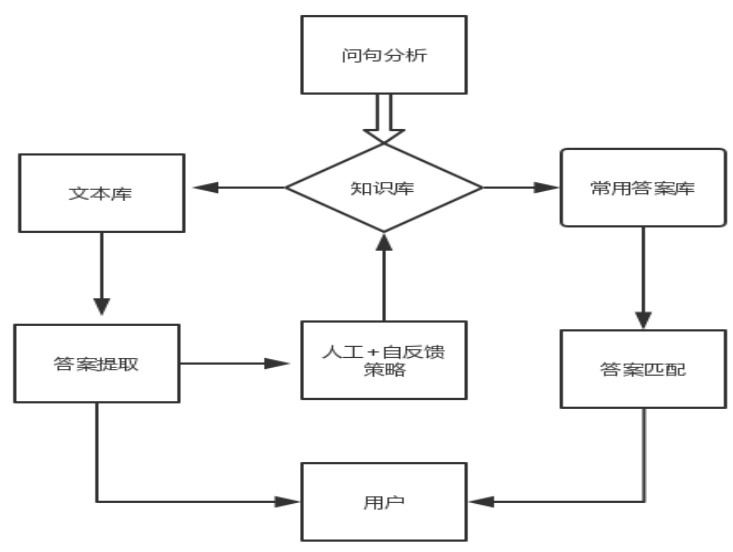 问句分析
文本库
知识库
常用答案库
答案提取
人工+自反馈
策略
答案匹配
用户